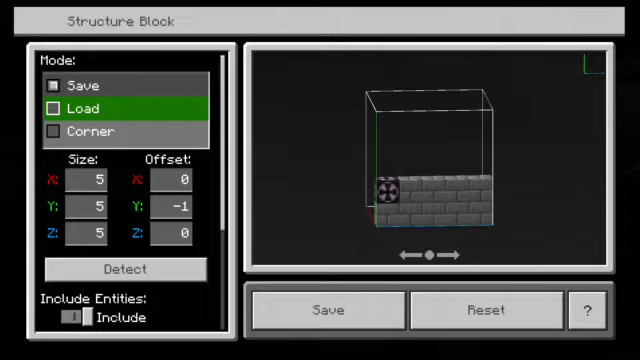 Structure Block
Mode:
Save
Load
Corner
Size: Offset:
X: 5 X: 0
Y: 5 Y: -1
Z: 5 Z: 0
Detect
Include Entities:
Include
Save Reset ?